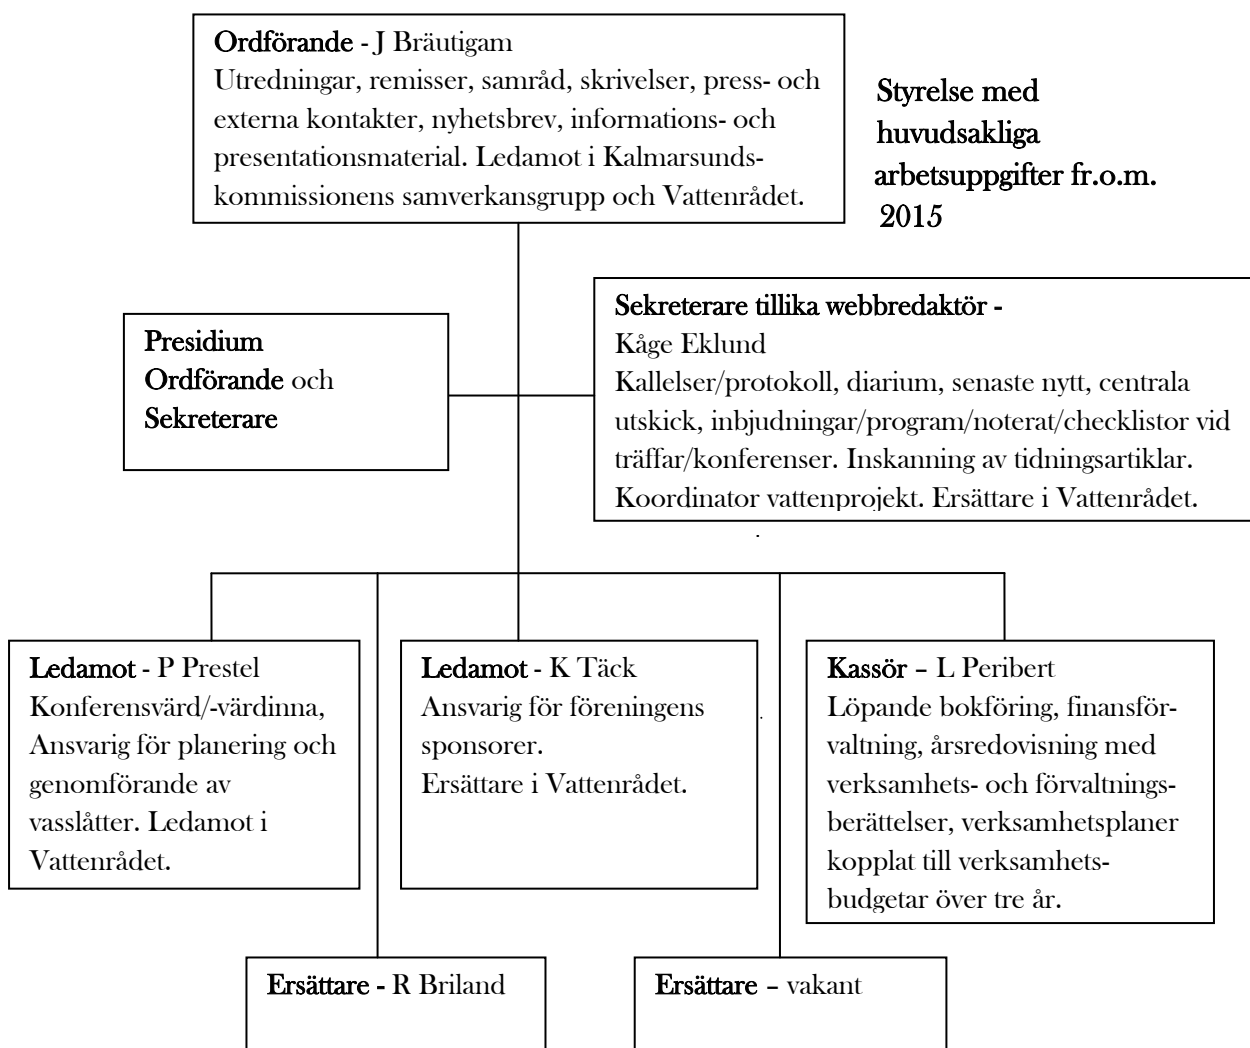 Ordförande - J Bräutigam
Utredningar, remisser, samråd, skrivelser, press- och
externa kontakter, nyhetsbrev, informations- och
presentationsmaterial. Ledamot i Kalmarsunds-
kommissionens samverkansgrupp och Vattenrådet.
Styrelse med
huvudsakliga
arbetsuppgifter fr.o.m.
2015
Presidium
Ordförande och
Sekreterare
Sekreterare tillika webbredaktör -
Kåge Eklund
Kallelser/protokoll, diarium, senaste nytt, centrala
utskick, inbjudningar/program/noterat/checklistor vid
träffar/konferenser. Inskanning av tidningsartiklar.
Koordinator vattenprojekt. Ersättare i Vattenrådet.
Ledamot - P Prestel
Konferensvärd/-värdinna,
Ansvarig för planering och
genomförande av
vasslåtter. Ledamot i
Vattenrådet.
Ledamot - K Täck
Ansvarig för föreningens
sponsorer.
Ersättare i Vattenrådet.
Kassör – L Peribert
Löpande bokföring, finansför-
valtning, årsredovisning med
verksamhets- och förvaltnings-
berättelser, verksamhetsplaner
kopplat till verksamhets-
budgetar över tre år.
Ersättare - R Briland
Ersättare – vakant